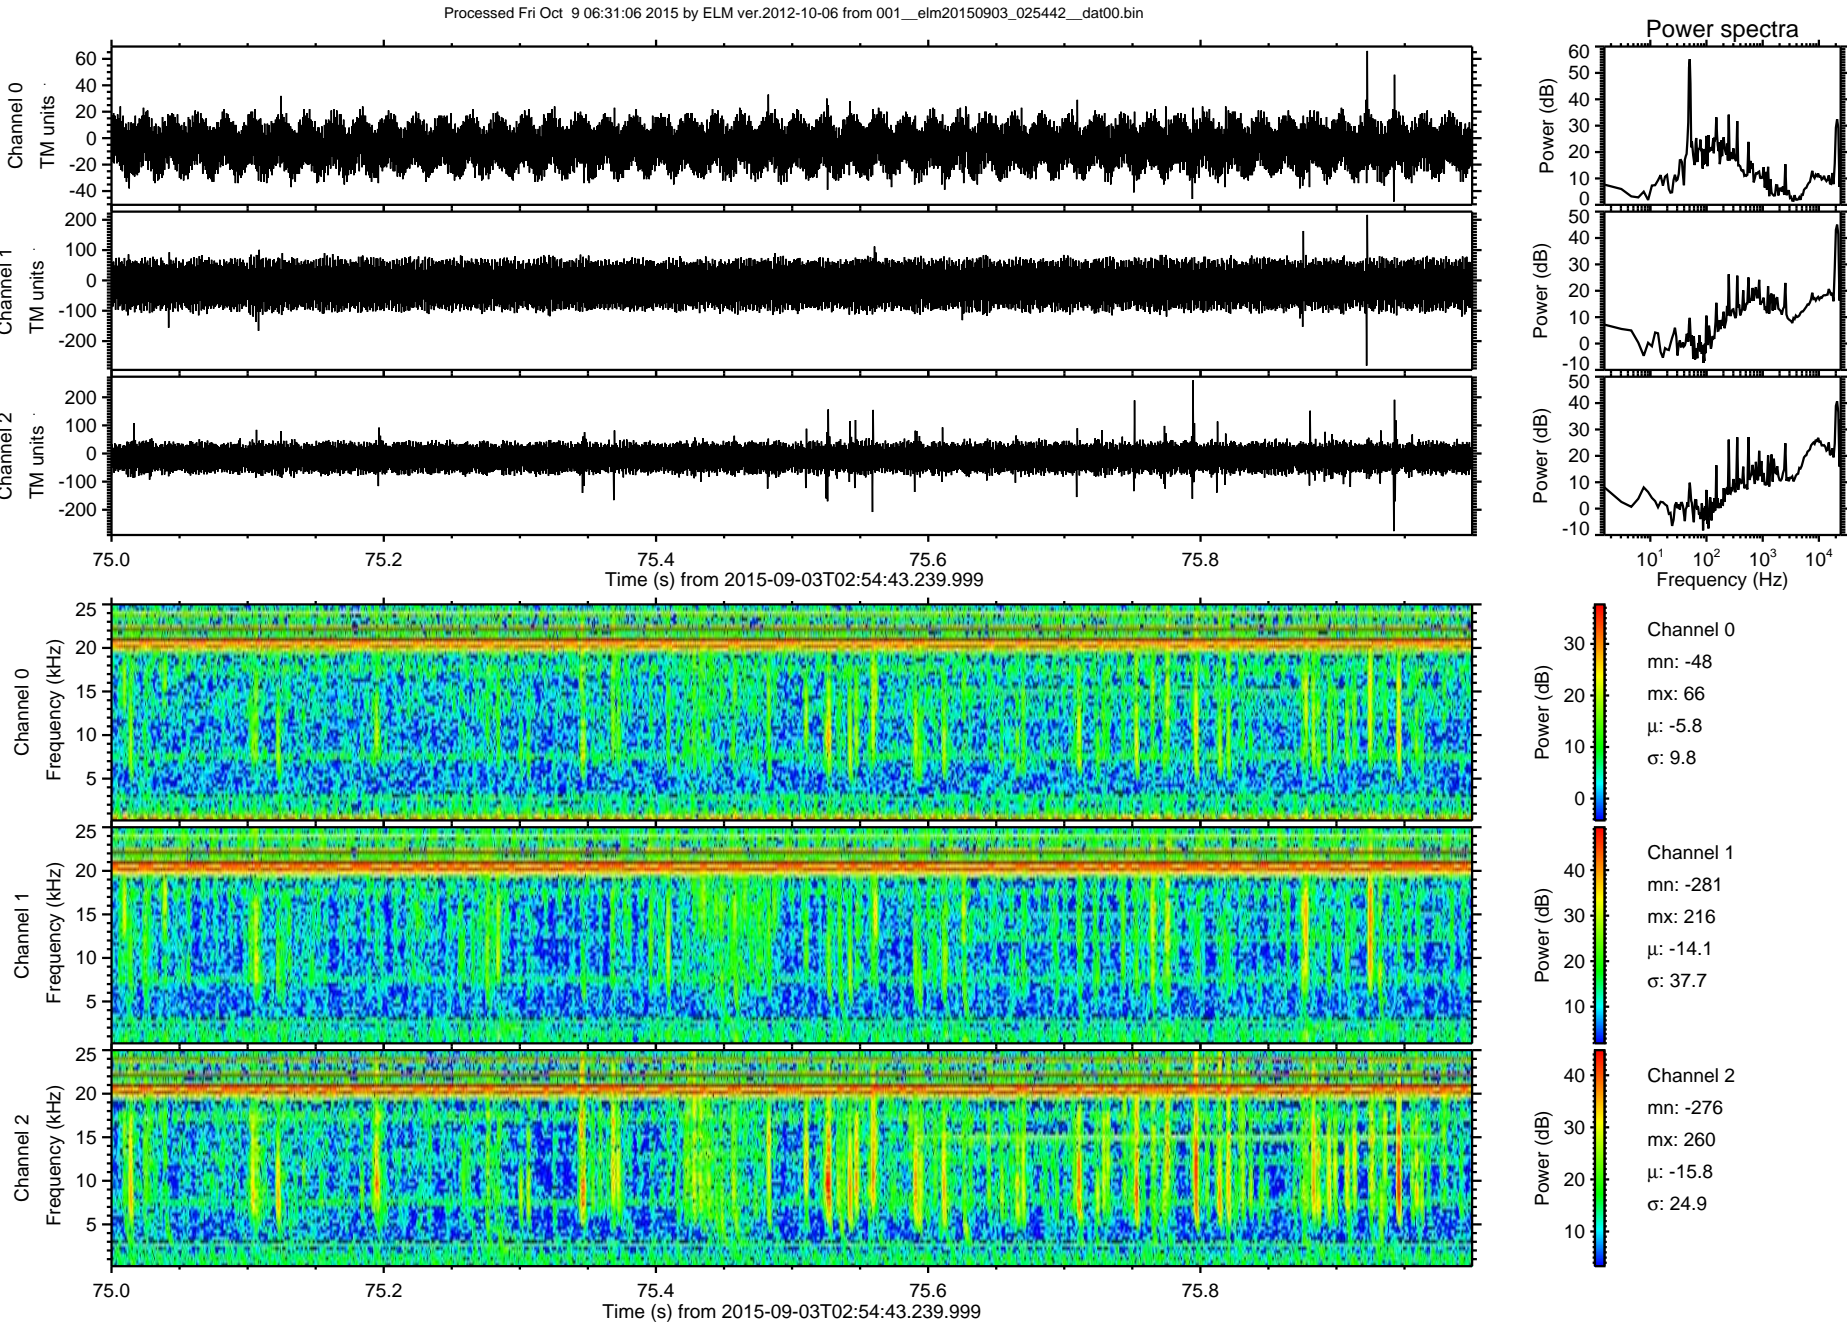 Processed Fri Oct  9 06:31:06 2015 by ELM ver.2012-10-06 from 001__elm20150903_025442__dat00.bin
Power spectra
Channel 0
TM units
60
40
20
0
-20
-40
Power (dB)
60
50
40
30
20
10
0
Channel 1
TM units
200
100
0
-100
-200
Power (dB)
50
40
30
20
10
0
-10
Channel 2
TM units
200
100
0
-100
-200
Power (dB)
50
40
30
20
10
0
-10
75.0 75.2 75.4 75.6 75.8
Time (s) from 2015-09-03T02:54:43.239.999
10^1 10^2 10^3 10^4
Frequency (Hz)
Channel 0
Frequency (kHz)
25
20
15
10
5
Power (dB)
30
20
10
0
Channel 0
mn: -48
mx: 66
μ: -5.8
σ: 9.8
Channel 1
Frequency (kHz)
25
20
15
10
5
Power (dB)
40
30
20
10
Channel 1
mn: -281
mx: 216
μ: -14.1
σ: 37.7
Channel 2
Frequency (kHz)
25
20
15
10
5
Power (dB)
40
30
20
10
Channel 2
mn: -276
mx: 260
μ: -15.8
σ: 24.9
75.0 75.2 75.4 75.6 75.8
Time (s) from 2015-09-03T02:54:43.239.999